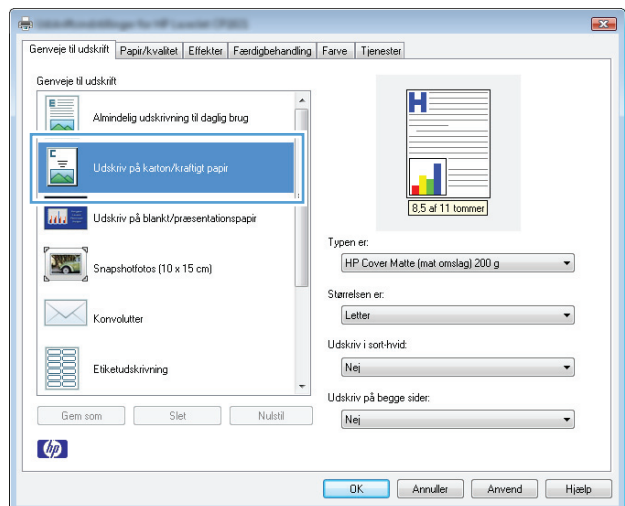 Genveje til udskrift Papir/kvalitet Effekter Færdigbehandling Farve Tjenester
Genveje til udskrift
Almindelig udskrivning til daglig brug
Udskriv på karton/kraftigt papir
Udskriv på blankt/præsentationspapir
Snapshotfotos (10 x 15 cm)
Konvolutter
Etiketudskrivning
Gem som Slet Nulstil
hp
H
8,5 af 11 tommer
Typen er:
HP Cover Matte (mat omslag) 200 g
Størrelsen er:
Letter
Udskriv i sort-hvid:
Nej
Udskriv på begge sider:
Nej
OK Annuller Anvend Hjælp